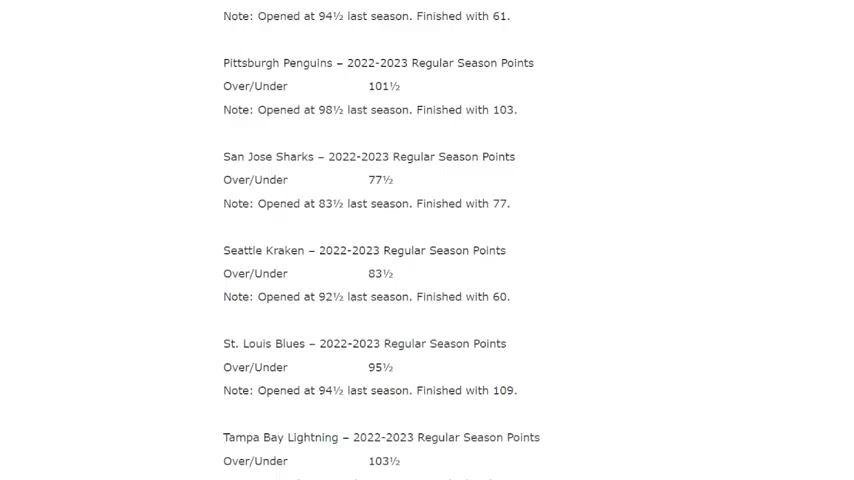 Note: Opened at 94½ last season. Finished with 61.
Pittsburgh Penguins – 2022-2023 Regular Season Points
Over/Under 101½
Note: Opened at 98½ last season. Finished with 103.
San Jose Sharks – 2022-2023 Regular Season Points
Over/Under 77½
Note: Opened at 83½ last season. Finished with 77.
Seattle Kraken – 2022-2023 Regular Season Points
Over/Under 83½
Note: Opened at 92½ last season. Finished with 60.
St. Louis Blues – 2022-2023 Regular Season Points
Over/Under 95½
Note: Opened at 94½ last season. Finished with 109.
Tampa Bay Lightning – 2022-2023 Regular Season Points
Over/Under 103½